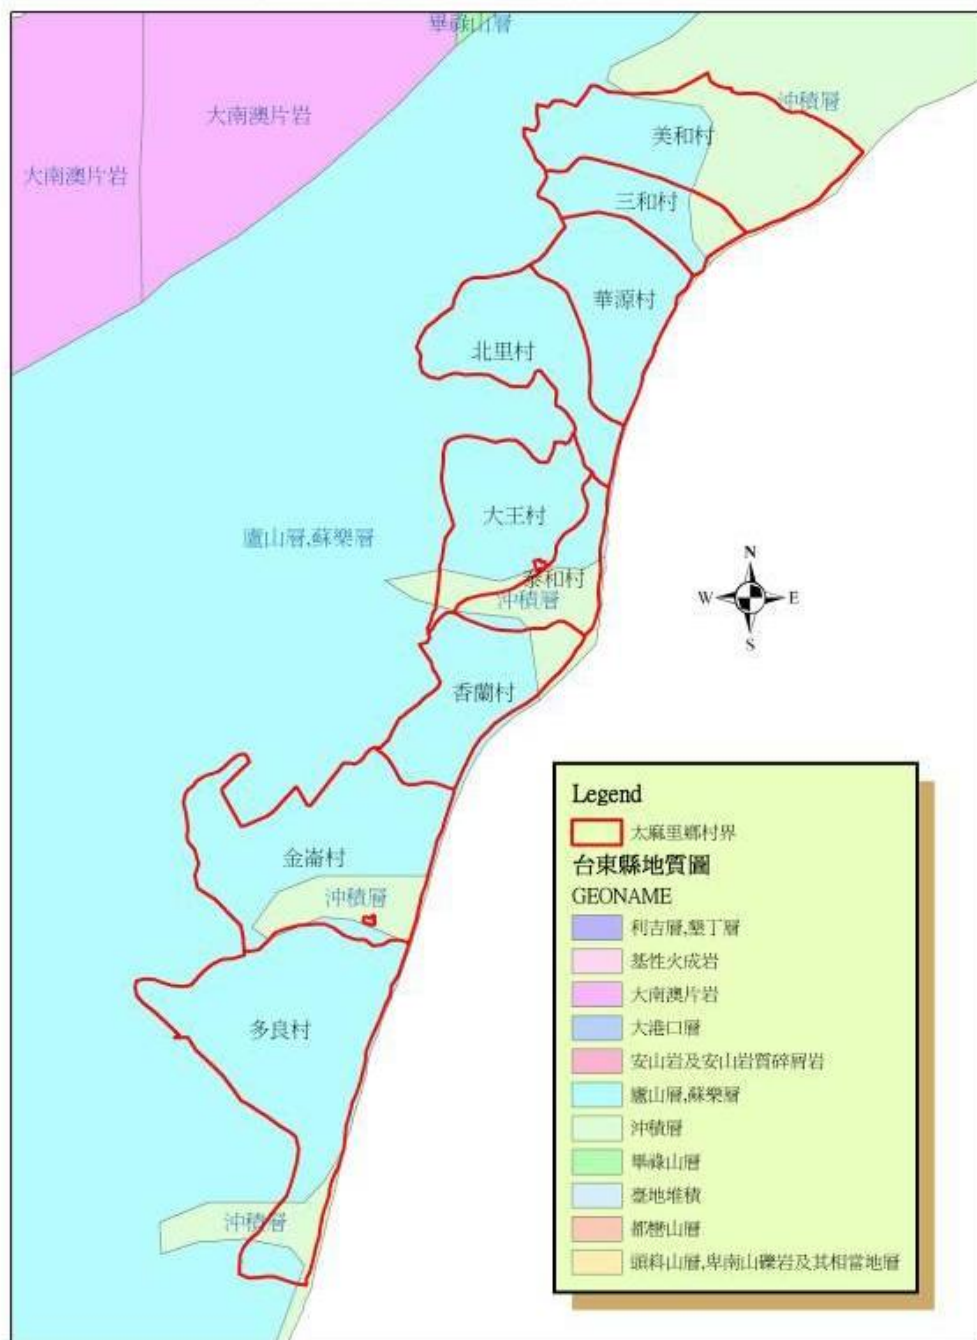 畢祿山層
大南澳片岩
沖積層
美和村
大南澳片岩
三和村
華源村
北里村
大王村
廬山層,蘇樂層
泰和村
沖積層
N
W
E
S
香蘭村
金崙村
沖積層
多良村
沖積層
Legend
太麻里鄉村界
台東縣地質圖
GEONAME
利吉層,墾丁層
基性火成岩
大南澳片岩
大港口層
安山岩及安山岩質碎屑岩
廬山層,蘇樂層
沖積層
畢祿山層
臺地堆積
都巒山層
頭嵙山層,卑南山礫岩及其相當地層